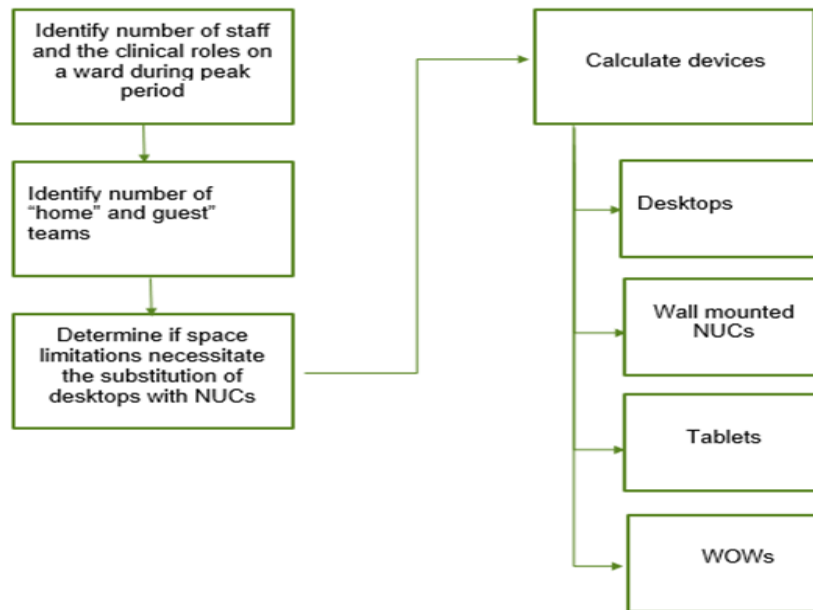 Identify number of staff
and the clinical roles on
a ward during peak
period
Identify number of
“home” and guest”
teams
Determine if space
limitations necessitate
the substitution of
desktops with NUCs
Calculate devices
Desktops
Wall mounted
NUCs
Tablets
WOWs